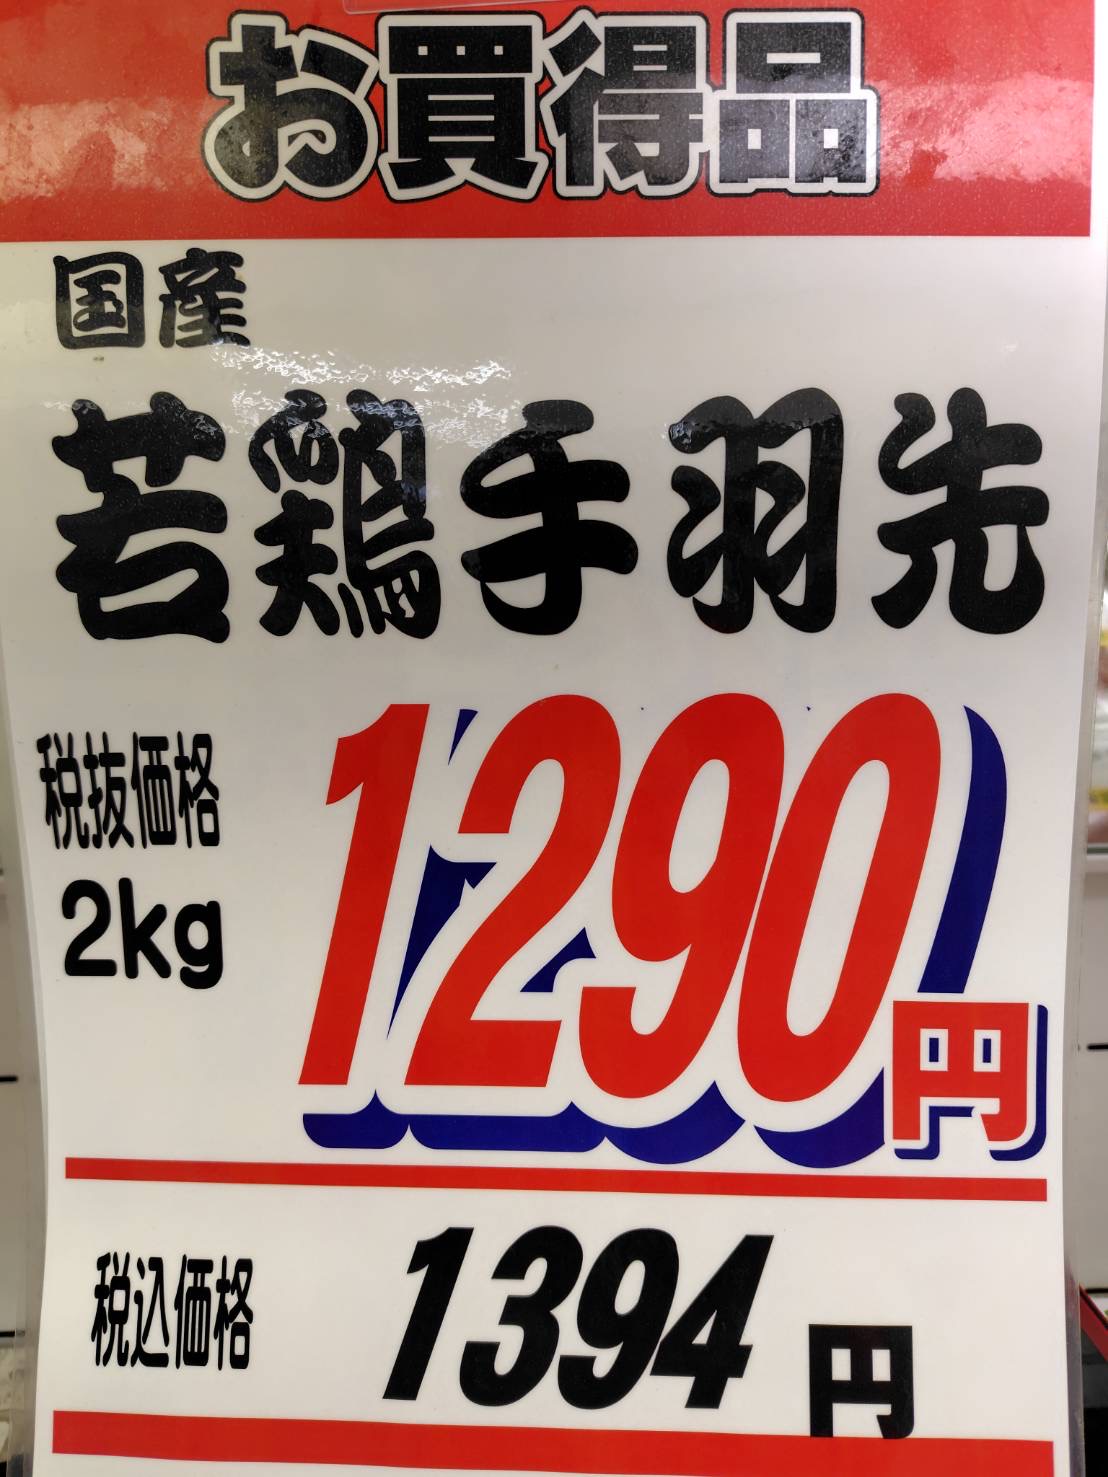 お買得品
国産
若鶏手羽先
税抜価格
2kg
1290円
税込価格 1394円